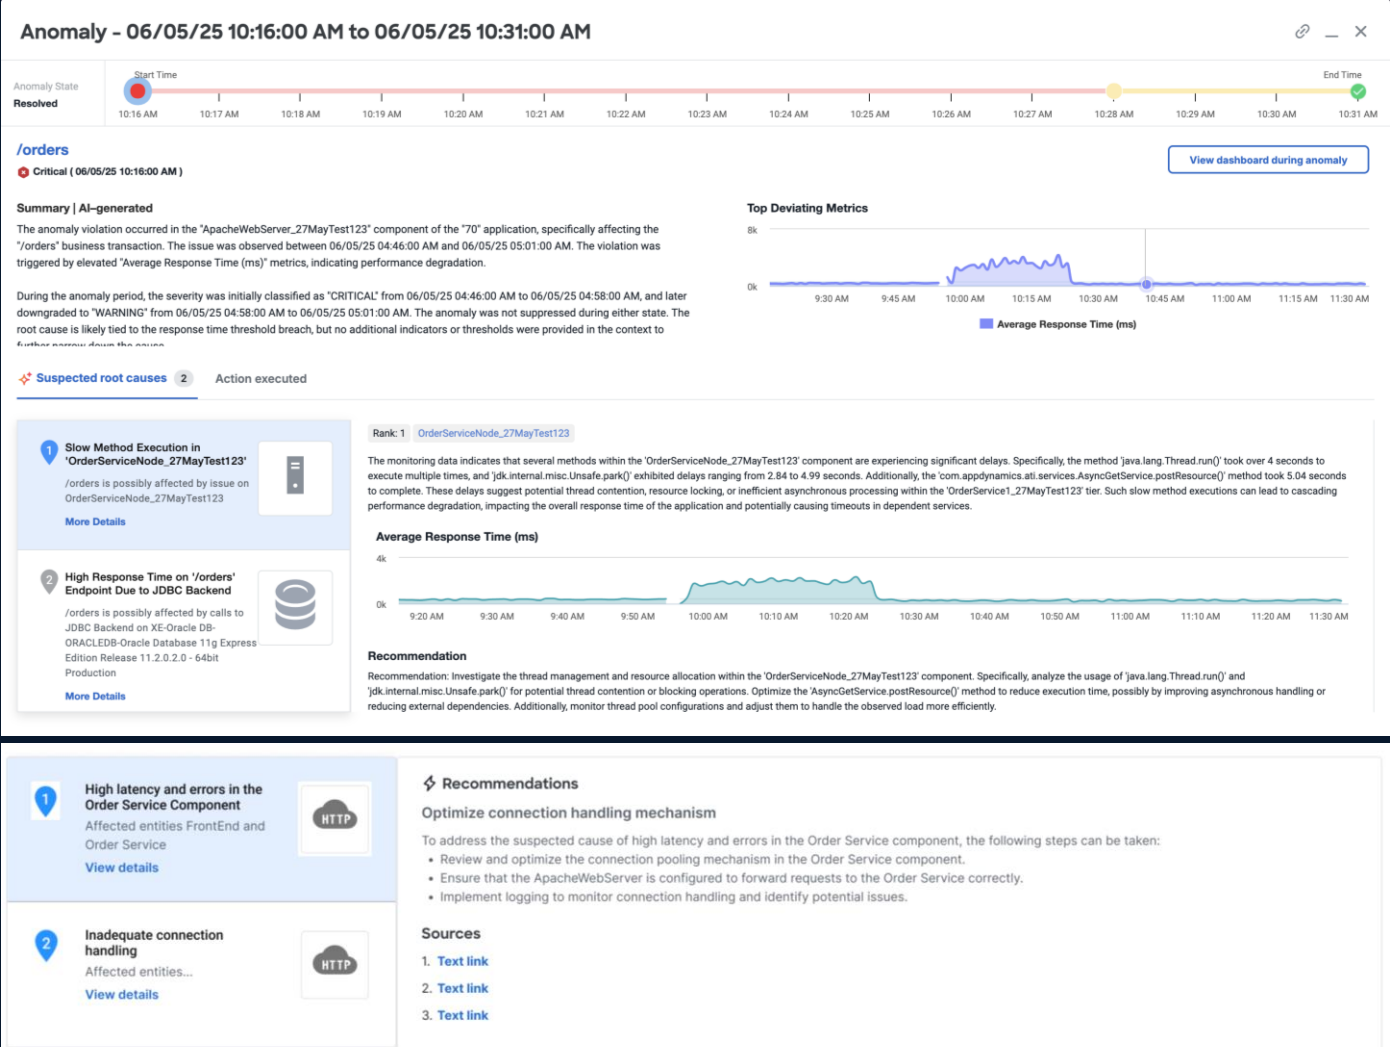 Anomaly - 06/05/25 10:16:00 AM to 06/05/25 10:31:00 AM
Start Time
End Time
Anomaly State
Resolved
10:16 AM 10:17 AM 10:18 AM 10:19 AM 10:20 AM 10:21 AM 10:22 AM 10:23 AM 10:24 AM 10:25 AM 10:26 AM 10:27 AM 10:28 AM 10:29 AM 10:30 AM 10:31 AM
/orders
Critical ( 06/05/25 10:16:00 AM )
View dashboard during anomaly
Summary | AI–generated
The anomaly violation occurred in the "ApacheWebServer_27MayTest123" component of the "70" application, specifically affecting the
"/orders" business transaction. The issue was observed between 06/05/25 04:46:00 AM and 06/05/25 05:01:00 AM. The violation was
triggered by elevated "Average Response Time (ms)" metrics, indicating performance degradation.
During the anomaly period, the severity was initially classified as "CRITICAL" from 06/05/25 04:46:00 AM to 06/05/25 04:58:00 AM, and later
downgraded to "WARNING" from 06/05/25 04:58:00 AM to 06/05/25 05:01:00 AM. The anomaly was not suppressed during either state. The
root cause is likely tied to the response time threshold breach, but no additional indicators or thresholds were provided in the context to
further narrow down the cause.
Top Deviating Metrics
8k
0k
9:30 AM 9:45 AM 10:00 AM 10:15 AM 10:30 AM 10:45 AM 11:00 AM 11:15 AM 11:30 AM
Average Response Time (ms)
Suspected root causes 2 Action executed
1
Slow Method Execution in
'OrderServiceNode_27MayTest123'
/orders is possibly affected by issue on
OrderServiceNode_27MayTest123
More Details
2
High Response Time on '/orders'
Endpoint Due to JDBC Backend
/orders is possibly affected by calls to
JDBC Backend on XE-Oracle DB-
ORACLEDB-Oracle Database 11g Express
Edition Release 11.2.0.2.0 - 64bit
Production
More Details
Rank: 1 OrderServiceNode_27MayTest123
The monitoring data indicates that several methods within the 'OrderServiceNode_27MayTest123' component are experiencing significant delays. Specifically, the method 'java.lang.Thread.run()' took over 4 seconds to
execute multiple times, and 'jdk.internal.misc.Unsafe.park()' exhibited delays ranging from 2.84 to 4.99 seconds. Additionally, the 'com.appdynamics.ati.services.AsyncGetService.postResource()' method took 5.04 seconds
to complete. These delays suggest potential thread contention, resource locking, or inefficient asynchronous processing within the 'OrderService1_27MayTest123' tier. Such slow method executions can lead to cascading
performance degradation, impacting the overall response time of the application and potentially causing timeouts in dependent services.
Average Response Time (ms)
4k
0k
9:20 AM 9:30 AM 9:40 AM 9:50 AM 10:00 AM 10:10 AM 10:20 AM 10:30 AM 10:40 AM 10:50 AM 11:00 AM 11:10 AM 11:20 AM 11:30 AM
Recommendation
Recommendation: Investigate the thread management and resource allocation within the 'OrderServiceNode_27MayTest123' component. Specifically, analyze the usage of 'java.lang.Thread.run()' and
'jdk.internal.misc.Unsafe.park()' for potential thread contention or blocking operations. Optimize the 'AsyncGetService.postResource()' method to reduce execution time, possibly by improving asynchronous handling or
reducing external dependencies. Additionally, monitor thread pool configurations and adjust them to handle the observed load more efficiently.
1
High latency and errors in the
Order Service Component
Affected entities FrontEnd and
Order Service
View details
HTTP
2
Inadequate connection
handling
Affected entities...
View details
HTTP
Recommendations
Optimize connection handling mechanism
To address the suspected cause of high latency and errors in the Order Service component, the following steps can be taken:
• Review and optimize the connection pooling mechanism in the Order Service component.
• Ensure that the ApacheWebServer is configured to forward requests to the Order Service correctly.
• Implement logging to monitor connection handling and identify potential issues.
Sources
1. Text link
2. Text link
3. Text link